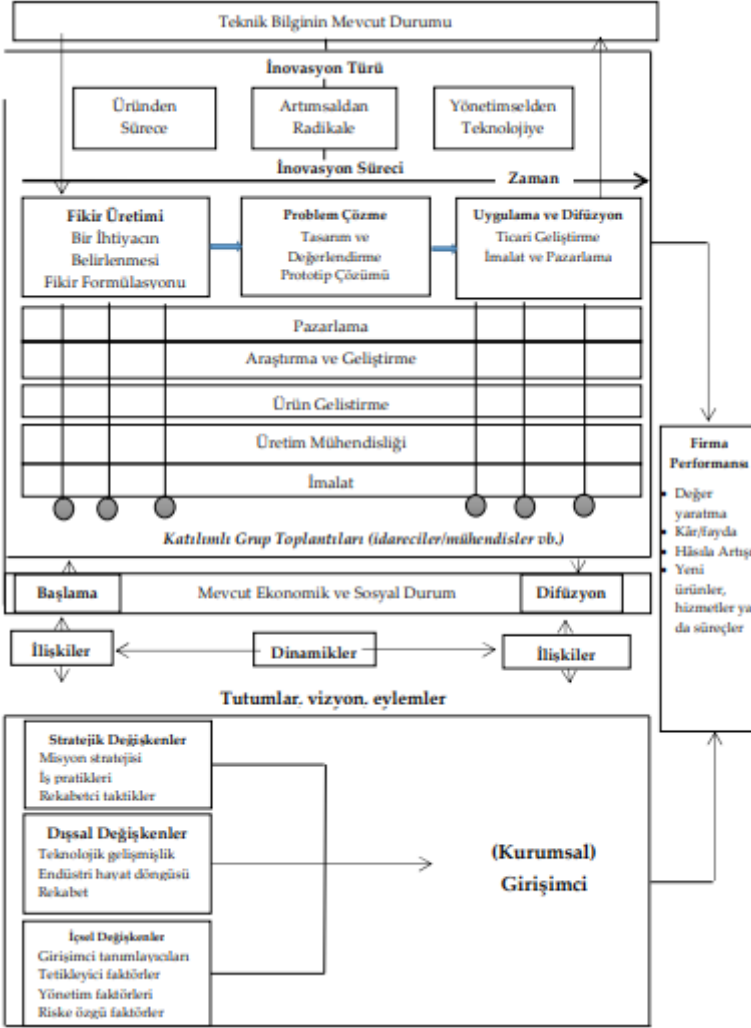 Teknik Bilginin Mevcut Durumu
İnovasyon Türü
Üründen
Sürece
Artımsaldan
Radikale
Yönetimselden
Teknolojiye
İnovasyon Süreci
Zaman
Fikir Üretimi
Bir İhtiyacın
Belirlenmesi
Fikir Formülasyonu
Problem Çözme
Tasarım ve
Değerlendirme
Prototip Çözümü
Uygulama ve Difüzyon
Ticari Geliştirme
İmalat ve Pazarlama
Pazarlama
Araştırma ve Geliştirme
Ürün Gelistirme
Üretim Mühendisliği
İmalat
Katılımlı Grup Toplantıları (idareciler/mühendisler vb.)
Firma
Performansı
• Değer
yaratma
• Kâr/fayda
• Hâsıla Artışı
• Yeni
ürünler,
hizmetler ya
da süreçler
Başlama
Mevcut Ekonomik ve Sosyal Durum
Difüzyon
İlişkiler
Dinamikler
İlişkiler
Tutumlar, vizyon, eylemler
Stratejik Değişkenler
Misyon stratejisi
İş pratikleri
Rekabetci taktikler
Dışsal Değişkenler
Teknolojik gelişmişlik
Endüstri hayat döngüsü
Rekabet
(Kurumsal)
Girişimci
İçsel Değişkenler
Girişimci tanımlayıcıları
Tetikleyici faktörler
Yönetim faktörleri
Riske özgü faktörler